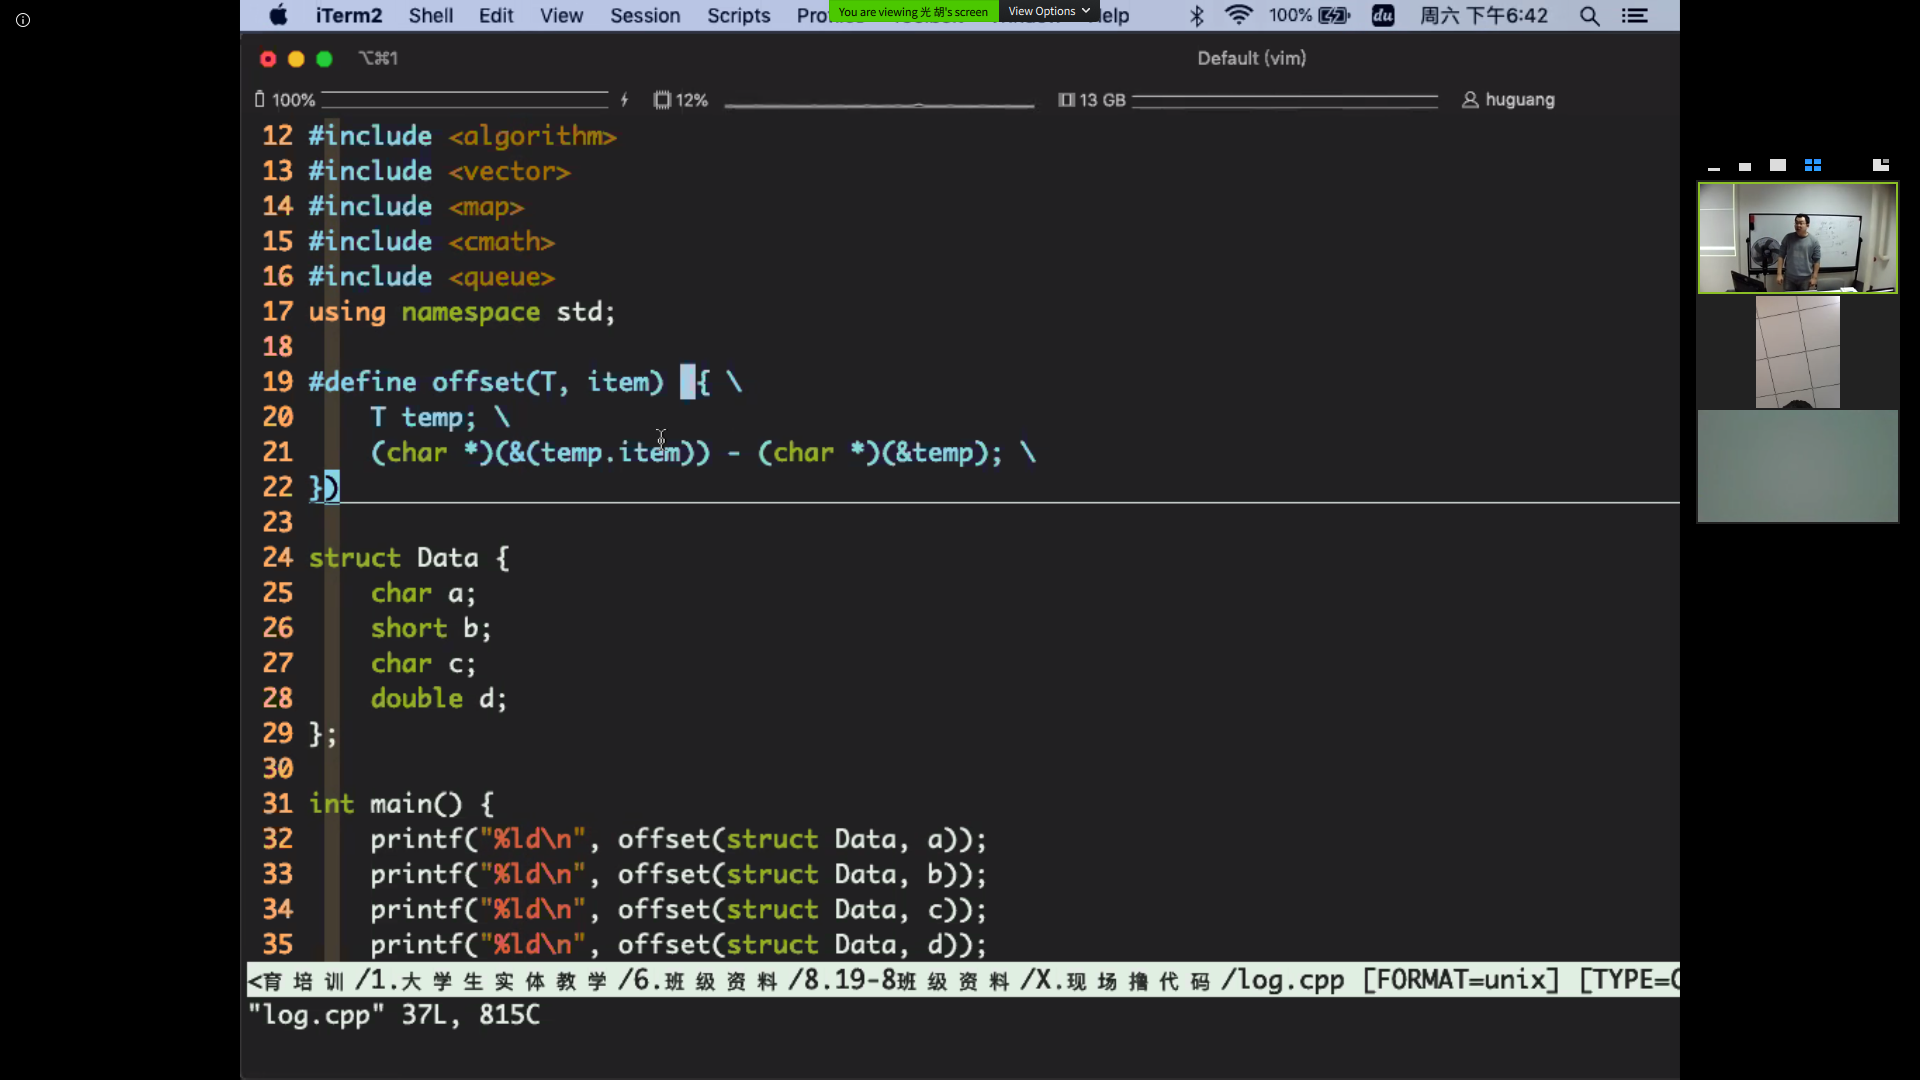 iTerm2 Shell Edit View Session Scripts Pro You are viewing 光 胡's screen View Options elp 100% du 周六 下午6:42
⌥⌘1 Default (vim)
100% 12% 13 GB huguang
12 #include <algorithm>
13 #include <vector>
14 #include <map>
15 #include <cmath>
16 #include <queue>
17 using namespace std;
18
19 #define offset(T, item) { \
20 T temp; \
21 (char *)(&(temp.item)) - (char *)(&temp); \
22 })
23
24 struct Data {
25 char a;
26 short b;
27 char c;
28 double d;
29 };
30
31 int main() {
32 printf("%ld\n", offset(struct Data, a));
33 printf("%ld\n", offset(struct Data, b));
34 printf("%ld\n", offset(struct Data, c));
35 printf("%ld\n", offset(struct Data, d));
<育培训/1.大学生实体教学/6.班级资料/8.19-8班级资料/X.现场撸代码/log.cpp [FORMAT=unix] [TYPE=C
"log.cpp" 37L, 815C